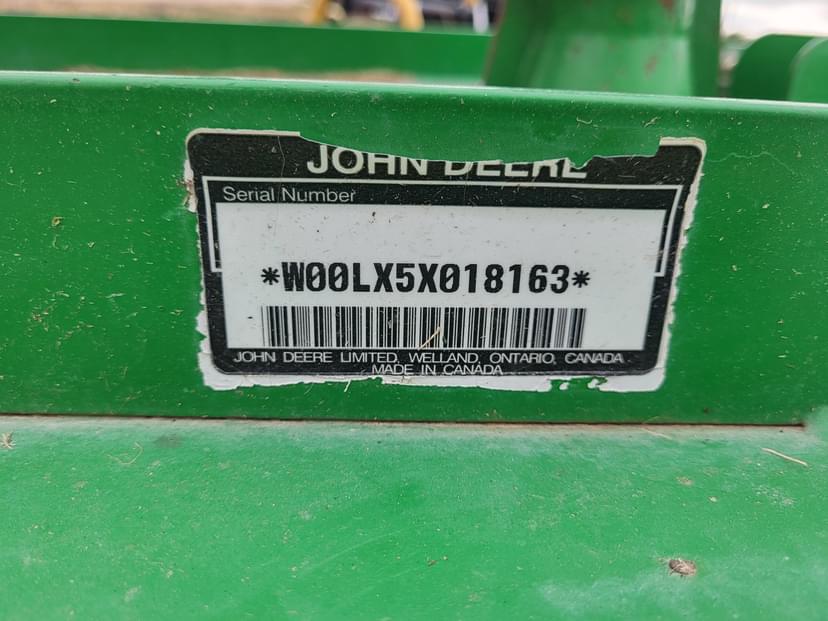 JOHN DEERE
Serial Number
*W00LX5X018163*
JOHN DEERE LIMITED, WELLAND, ONTARIO, CANADA
MADE IN CANADA